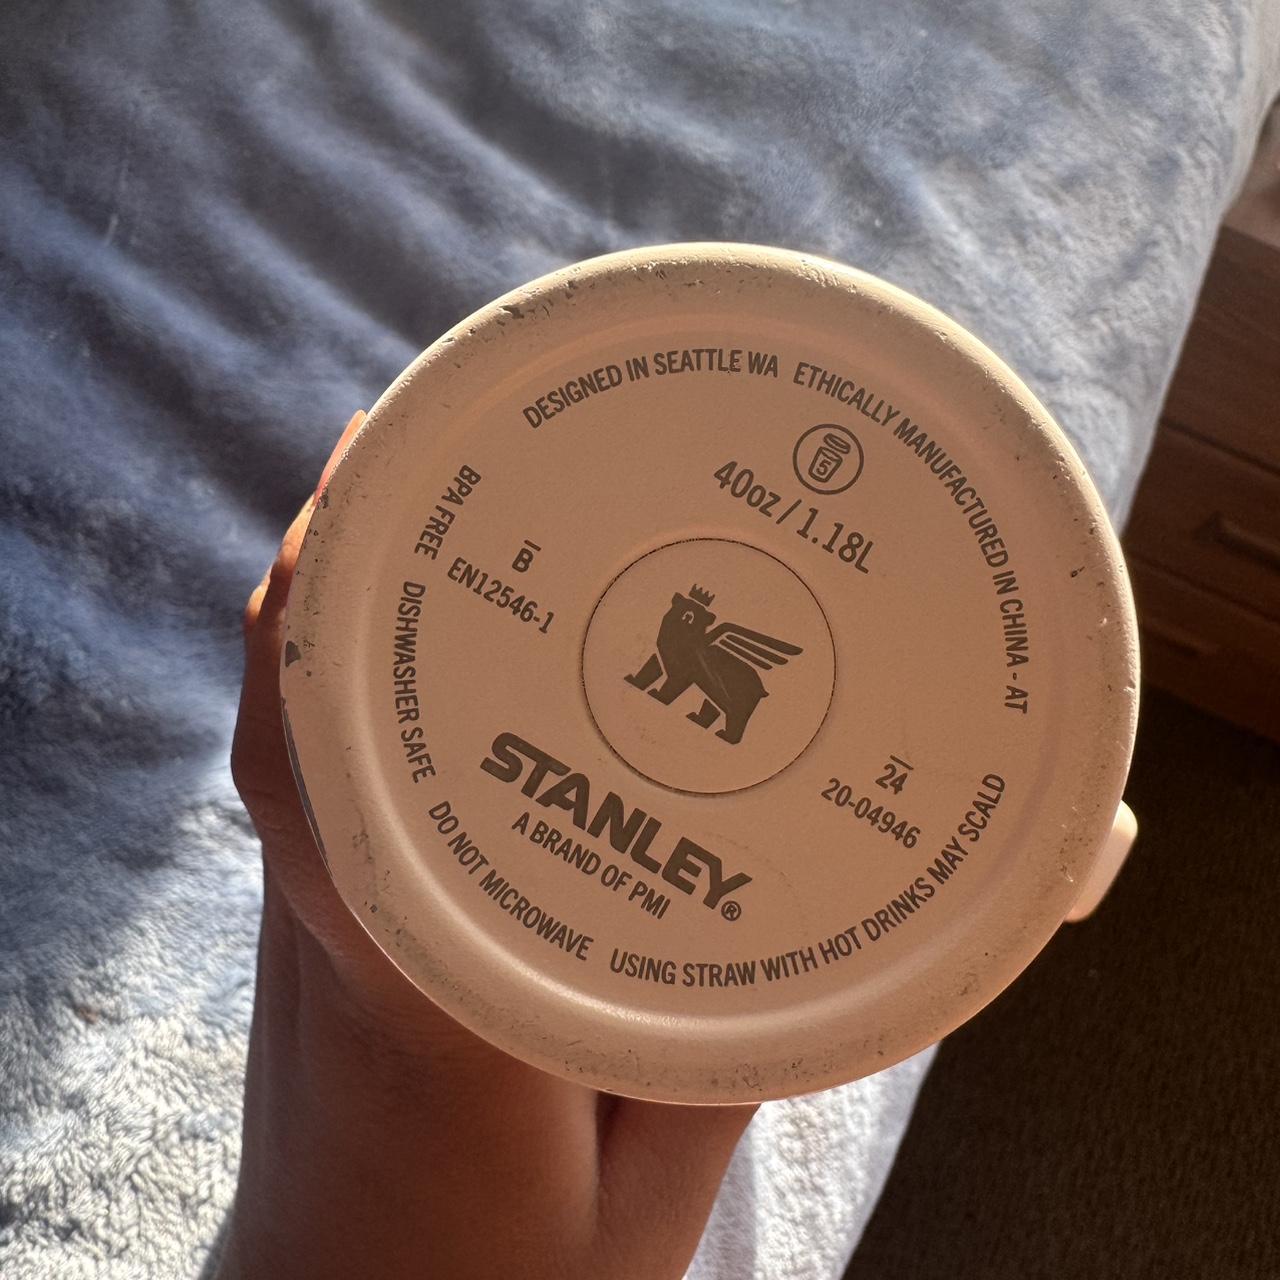 DESIGNED IN SEATTLE WA
ETHICALLY MANUFACTURED IN CHINA - AT
5
40oz / 1.18L
BPA FREE
B
EN12546-1
DISHWASHER SAFE
24
20-04946
STANLEY®
A BRAND OF PMI
DO NOT MICROWAVE
USING STRAW WITH HOT DRINKS MAY SCALD